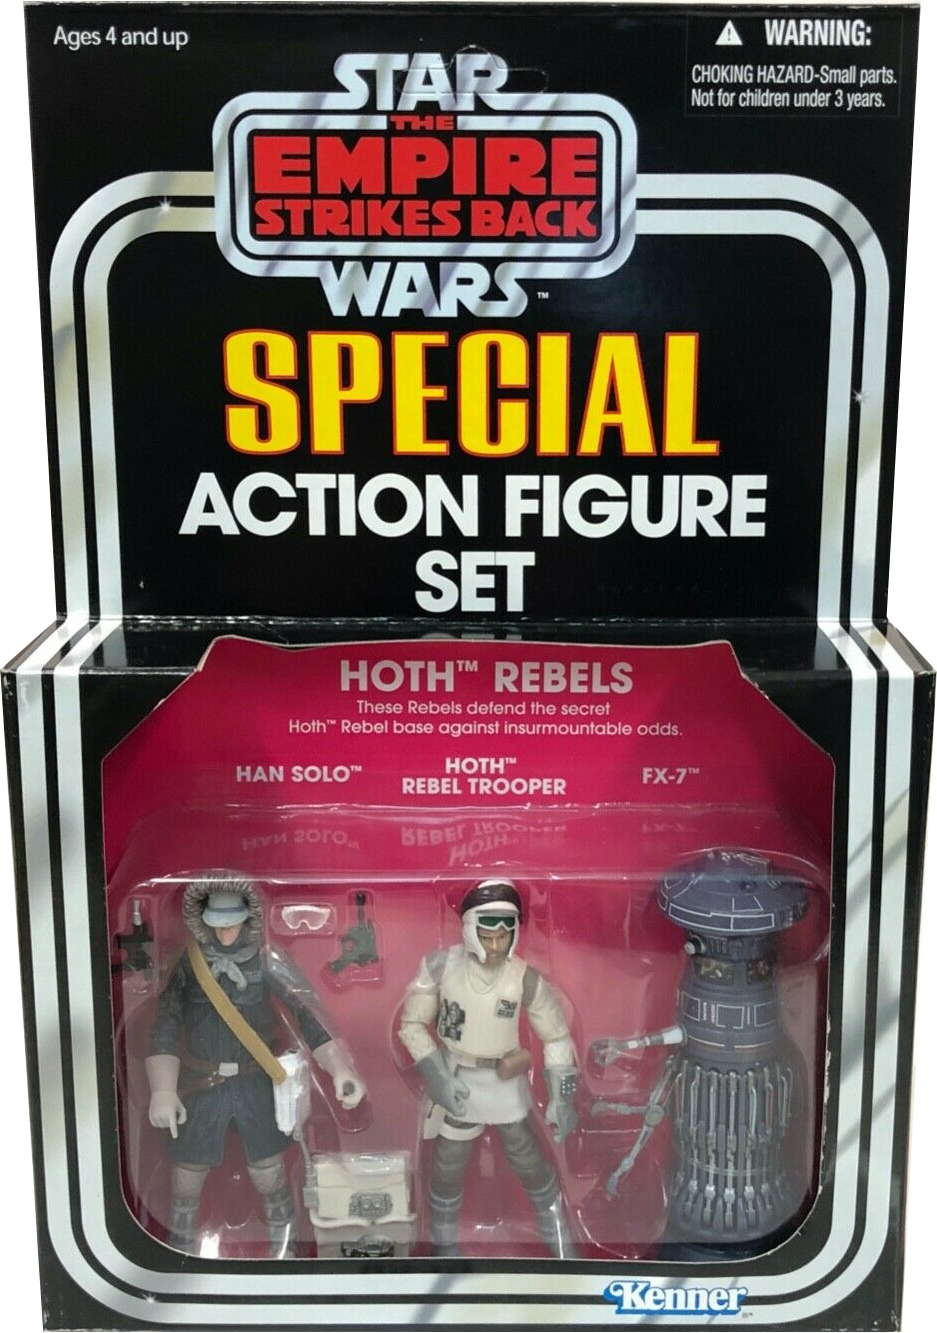 Ages 4 and up
WARNING:
CHOKING HAZARD-Small parts.
Not for children under 3 years.
STAR
THE
EMPIRE
STRIKES BACK
WARS™
SPECIAL
ACTION FIGURE
SET
HOTH™ REBELS
These Rebels defend the secret
Hoth™ Rebel base against insurmountable odds.
HAN SOLO™
HOTH™
REBEL TROOPER
FX-7™
Kenner®